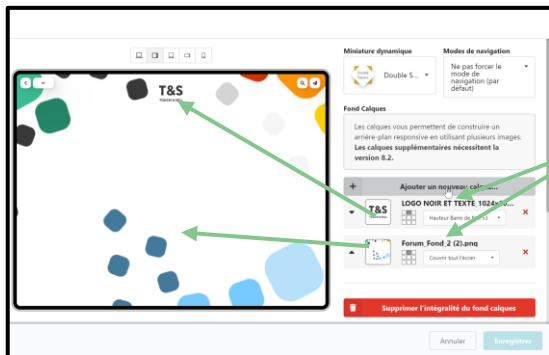 Miniature dynamique
Modes de navigation
Double S...
Ne pas forcer le mode de navigation (par défaut)
T&S
Fond Calques
Les calques vous permettent de construire un
arrière-plan responsive en utilisant plusieurs images.
Les calques supplémentaires nécessitent la
version 8.2.
+ Ajouter un nouveau calque...
T&S
LOGO NOIR ET TEXTE_1024x10...
Hauteur Barre de
Forum_Fond_2 (2).png
Couvrir tout l'écran
Supprimer l'intégralité du fond calques
Annuler
Enregistrer